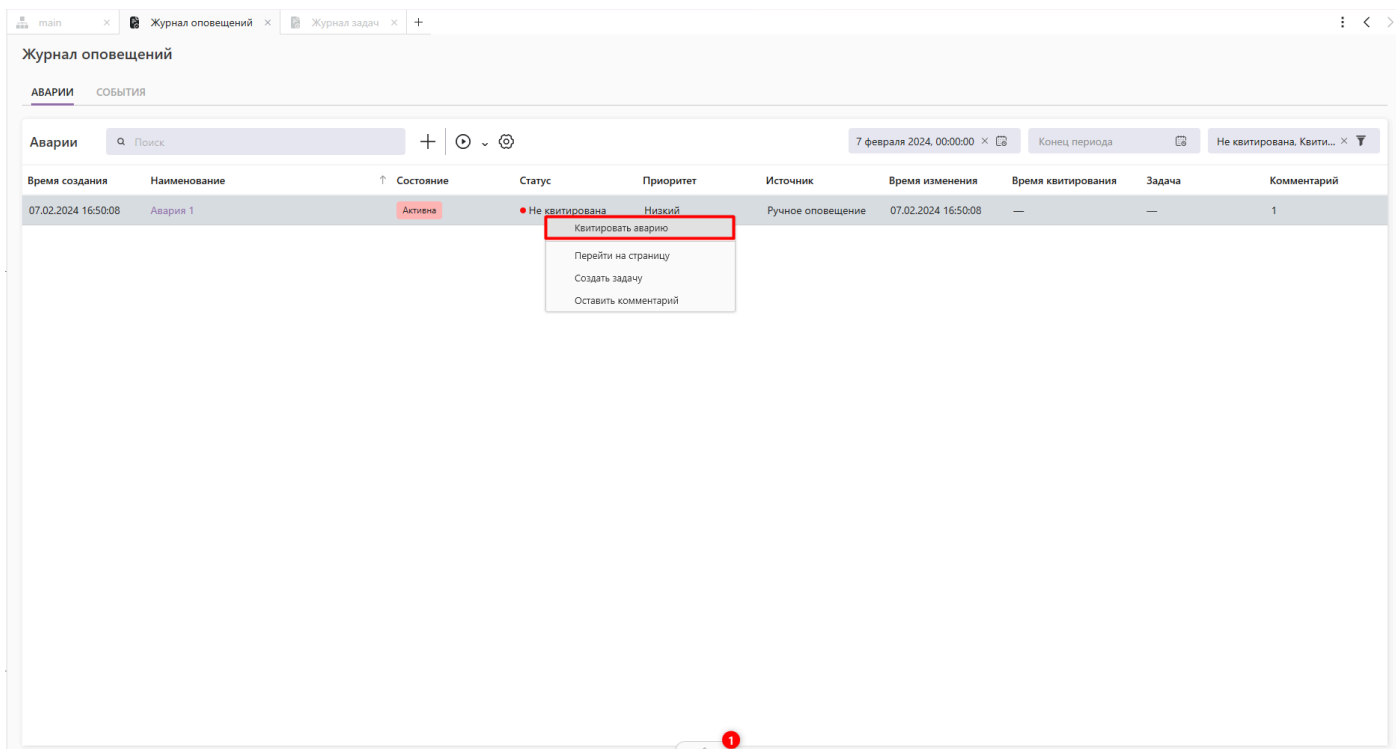 main
Журнал оповещений
Журнал задач
Журнал оповещений
АВАРИИ СОБЫТИЯ
Аварии Поиск 7 февраля 2024, 00:00:00 Конец периода Не квитирована, Квити...
Время создания Наименование Состояние Статус Приоритет Источник Время изменения Время квитирования Задача Комментарий
07.02.2024 16:50:08 Авария 1 Активна Не квитирована Низкий Ручное оповещение 07.02.2024 16:50:08 — — 1
Квитировать аварию
Перейти на страницу
Создать задачу
Оставить комментарий
1